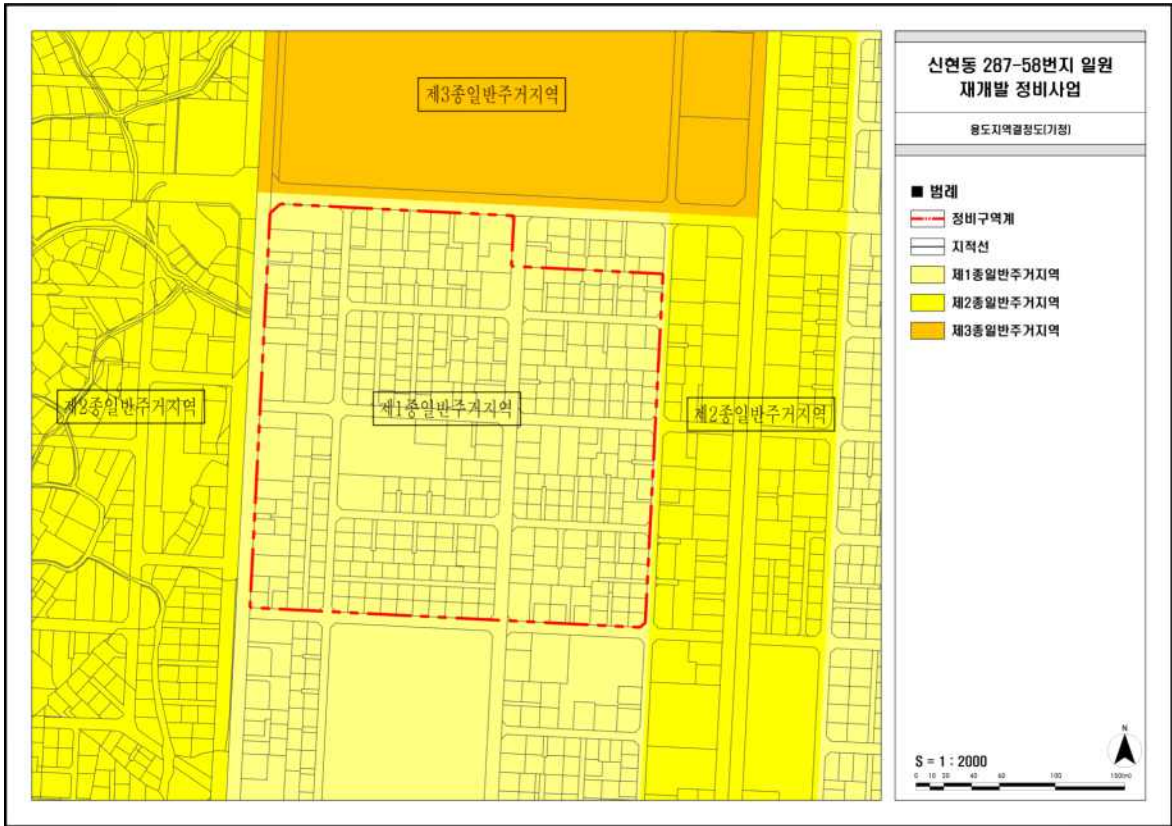 신현동 287-58번지 일원
재개발 정비사업
용도지역결정도(기정)
■ 범례
정비구역계
지적선
제1종일반주거지역
제2종일반주거지역
제3종일반주거지역
제3종일반주거지역
제2종일반주거지역
제1종일반주거지역
제2종일반주거지역
N
S = 1 : 2000
0 10 20 40 60 100 150(m)